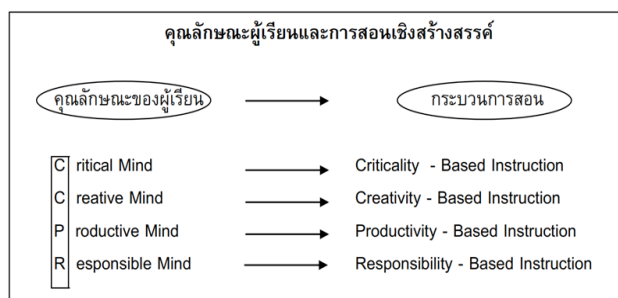 คุณลักษณะผู้เรียนและการสอนเชิงสร้างสรรค์
คุณลักษณะของผู้เรียน กระบวนการสอน
C ritical Mind Criticality - Based Instruction
C reative Mind Creativity - Based Instruction
P roductive Mind Productivity - Based Instruction
R esponsible Mind Responsibility - Based Instruction